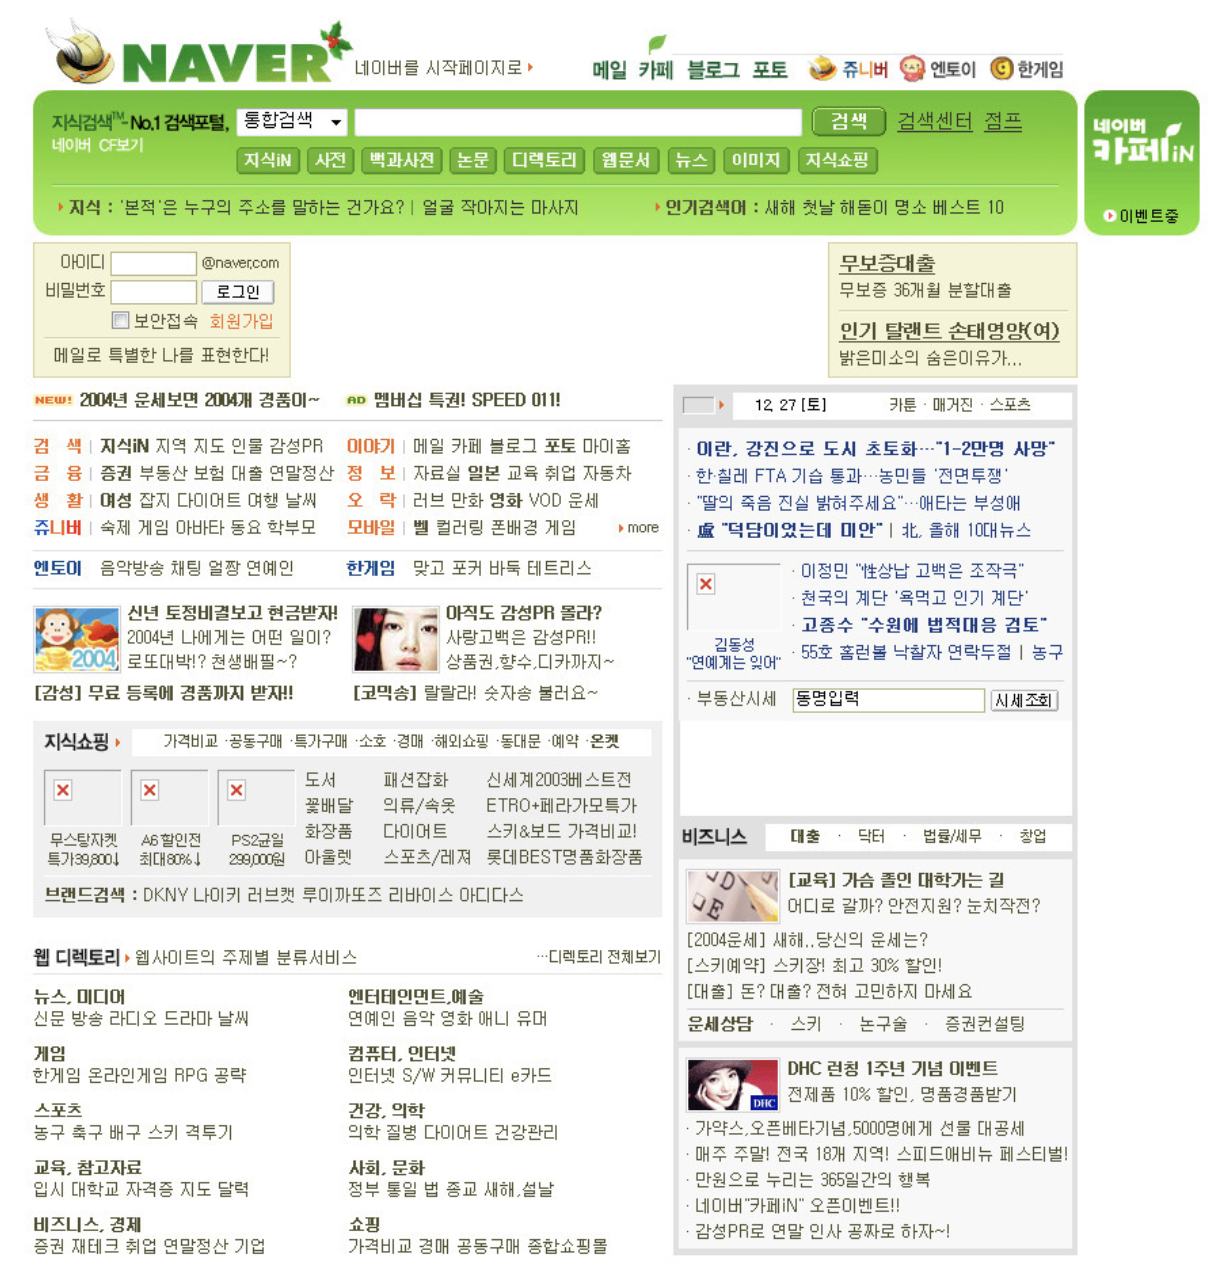 NAVER 네이버를 시작페이지로
메일 카페 블로그 포토 쥬니버 엔토이 한게임
지식검색™-No.1 검색포털, 통합검색 검색 검색센터 점프
네이버 CF보기
지식iN 사전 백과사전 논문 디렉토리 웹문서 뉴스 이미지 지식쇼핑
지식 : '본적'은 누구의 주소를 말하는 건가요? | 얼굴 작아지는 마사지
인기검색어 : 새해 첫날 해돋이 명소 베스트 10
네이버
카페iN
이벤트중
아이디 @naver.com
비밀번호 로그인
보안접속 회원가입
메일로 특별한 나를 표현한다!
무보증대출
무보증 36개월 분할대출
인기 탈랜트 손태영양(여)
밝은미소의 숨은이유가...
NEW! 2004년 운세보면 2004개 경품이~
AD 멤버십 특권! SPEED 011!
검 색 | 지식iN 지역 지도 인물 감성PR
이야기 | 메일 카페 블로그 포토 마이홈
금 융 | 증권 부동산 보험 대출 연말정산
정 보 | 자료실 일본 교육 취업 자동차
생 활 | 여성 잡지 다이어트 여행 날씨
오 락 | 러브 만화 영화 VOD 운세
쥬니버 | 숙제 게임 아바타 동요 학부모
모바일 | 벨 컬러링 폰배경 게임 more
엔토이 음악방송 채팅 얼짱 연예인
한게임 맞고 포커 바둑 테트리스
2004
신년 토정비결보고 현금받자!
2004년 나에게는 어떤 일이?
로또대박!? 천생배필~?
[감성] 무료 등록에 경품까지 받자!!
아직도 감성PR 몰라?
사랑고백은 감성PR!!
상품권,향수,디카까지~
[코믹송] 랄랄라! 숫자송 불러요~
지식쇼핑 가격비교 ·공동구매 ·특가구매 ·소호 ·경매 ·해외쇼핑 ·동대문 ·예약 ·온켓
무스탕자켓
특가39,800↓
A6 할인전
최대80%↓
PS2균일
299,000원
도서 패션잡화 신세계2003베스트전
꽃배달 의류/속옷 ETRO+페라가모특가
화장품 다이어트 스키&보드 가격비교!
아울렛 스포츠/레져 롯데BEST명품화장품
브랜드검색 : DKNY 나이키 러브캣 루이까또즈 리바이스 아디다스
웹 디렉토리 웹사이트의 주제별 분류서비스 ···디렉토리 전체보기
뉴스, 미디어
신문 방송 라디오 드라마 날씨
엔터테인먼트,예술
연예인 음악 영화 애니 유머
게임
한게임 온라인게임 RPG 공략
컴퓨터, 인터넷
인터넷 S/W 커뮤니티 e카드
스포츠
농구 축구 배구 스키 격투기
건강, 의학
의학 질병 다이어트 건강관리
교육, 참고자료
입시 대학교 자격증 지도 달력
사회, 문화
정부 통일 법 종교 새해,설날
비즈니스, 경제
증권 재테크 취업 연말정산 기업
쇼핑
가격비교 경매 공동구매 종합쇼핑몰
12, 27 [토] 카툰 · 매거진 · 스포츠
· 이란, 강진으로 도시 초토화…"1-2만명 사망"
· 한·칠레 FTA 기습 통과…농민들 '전면투쟁'
· "딸의 죽음 진실 밝혀주세요"…애타는 부성애
· 盧 "덕담이었는데 미안" | 北, 올해 10대뉴스
김동성
"연예계는 잊어"
· 이정민 "性상납 고백은 조작극"
· 천국의 계단 '욕먹고 인기 계단'
· 고종수 "수원에 법적대응 검토"
· 55호 홈런볼 낙찰자 연락두절 | 농구
· 부동산시세 동명입력 시세조회
비즈니스 대출 · 닥터 · 법률/세무 · 창업
[교육] 가슴 졸인 대학가는 길
어디로 갈까? 안전지원? 눈치작전?
[2004운세] 새해,,당신의 운세는?
[스키예약] 스키장! 최고 30% 할인!
[대출] 돈? 대출? 전혀 고민하지 마세요
운세상담 · 스키 · 논구술 · 증권컨설팅
DHC
DHC 런칭 1주년 기념 이벤트
전제품 10% 할인, 명품경품받기
· 가약스,오픈베타기념,5000명에게 선물 대공세
· 매주 주말! 전국 18개 지역! 스피드애비뉴 페스티벌!
· 만원으로 누리는 365일간의 행복
· 네이버"카페iN" 오픈이벤트!!
· 감성PR로 연말 인사 공짜로 하자~!